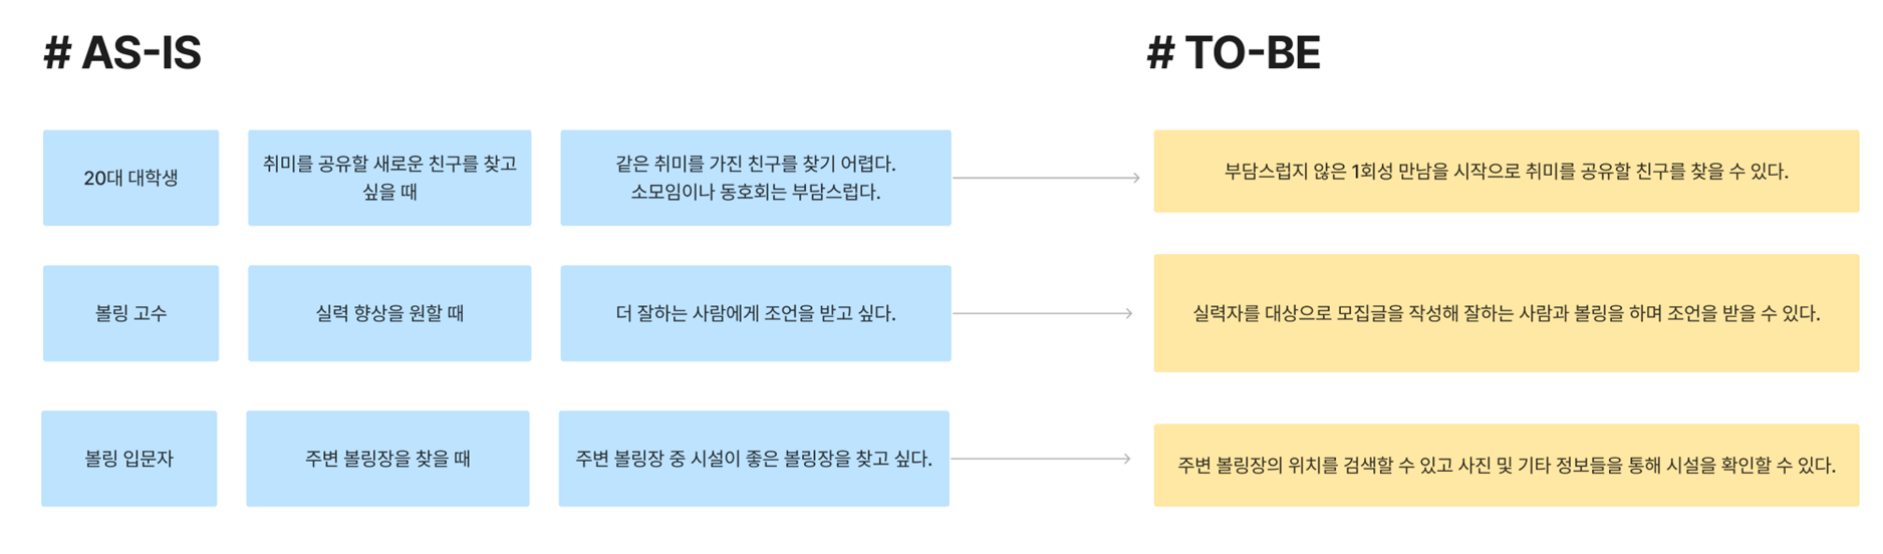 # AS-IS
# TO-BE
20대 대학생
취미를 공유할 새로운 친구를 찾고
싶을 때
같은 취미를 가진 친구를 찾기 어렵다.
소모임이나 동호회는 부담스럽다.
부담스럽지 않은 1회성 만남을 시작으로 취미를 공유할 친구를 찾을 수 있다.
볼링 고수
실력 향상을 원할 때
더 잘하는 사람에게 조언을 받고 싶다.
실력자를 대상으로 모집글을 작성해 잘하는 사람과 볼링을 하며 조언을 받을 수 있다.
볼링 입문자
주변 볼링장을 찾을 때
주변 볼링장 중 시설이 좋은 볼링장을 찾고 싶다.
주변 볼링장의 위치를 검색할 수 있고 사진 및 기타 정보들을 통해 시설을 확인할 수 있다.